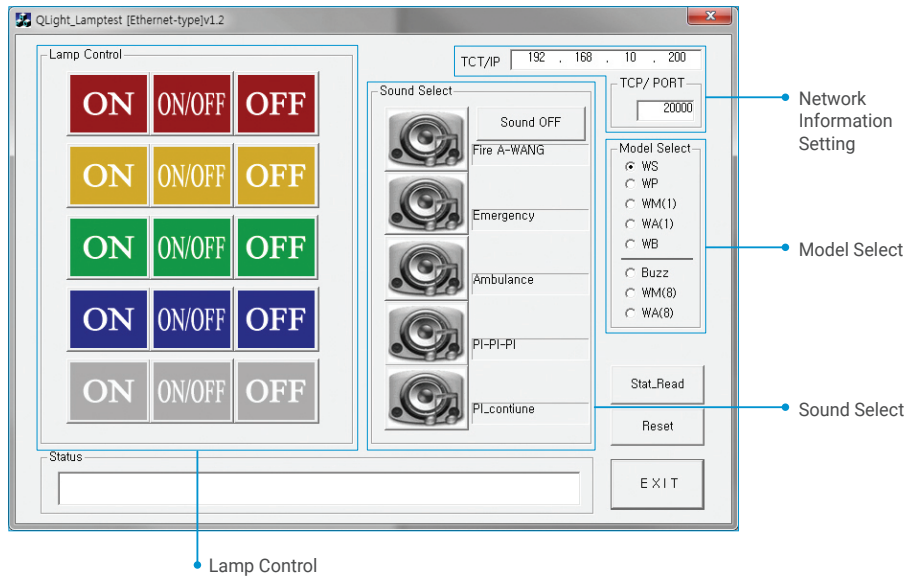 QLight_Lamptest [Ethernet-type]v1.2
Lamp Control
ON ON/OFF OFF
ON ON/OFF OFF
ON ON/OFF OFF
ON ON/OFF OFF
ON ON/OFF OFF
TCT/IP 192 . 168 . 10 . 200
TCP/ PORT
20000
Sound Select
Sound OFF
Fire A-WANG
Emergency
Ambulance
PI-PI-PI
PI_contiune
Model Select
WS
WP
WM(1)
WA(1)
WB
Buzz
WM(8)
WA(8)
Stat_Read
Reset
EXIT
Status
Network
Information
Setting
Model Select
Sound Select
Lamp Control